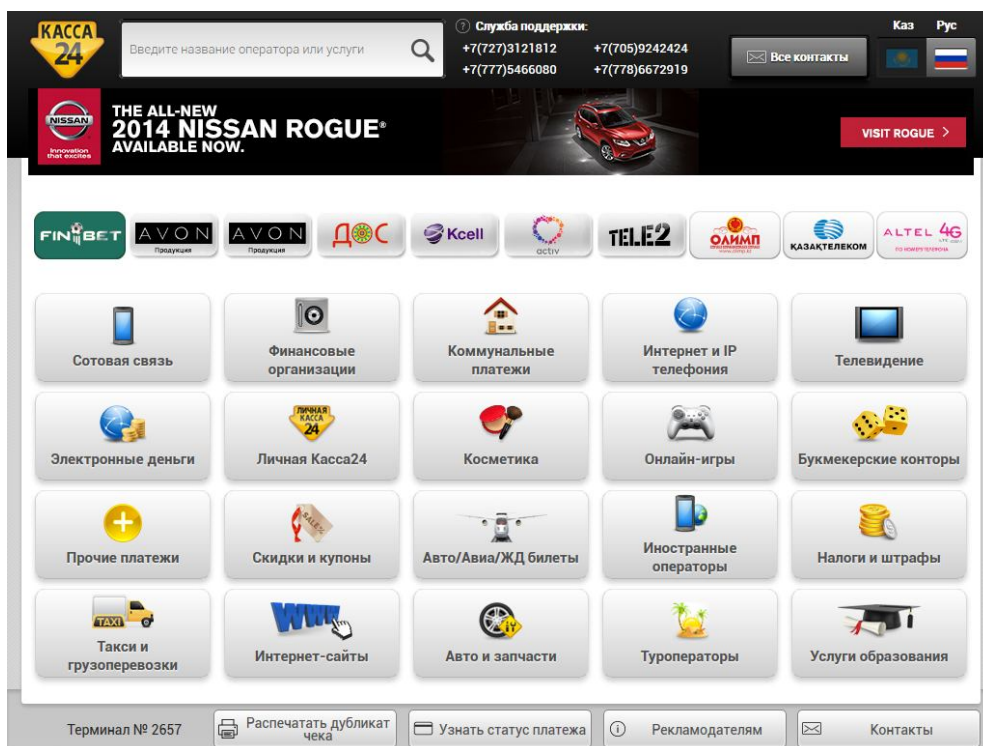 КАССА
24
Введите название оператора или услуги
Служба поддержки:
+7(727)3121812 +7(705)9242424
+7(777)5466080 +7(778)6672919
Все контакты
Каз Рус
NISSAN
Innovation
that excites
THE ALL-NEW
2014 NISSAN ROGUE®
AVAILABLE NOW.
VISIT ROGUE >
FINBET
AVON
Продукция
AVON
Продукция
ДОС
Kcell
activ
TELE2
ОЛИМП
ҚАЗАҚТЕЛЕКОМ
ALTEL 4G
Сотовая связь
Финансовые
организации
Коммунальные
платежи
Интернет и IP
телефония
Телевидение
Электронные деньги
ЛИЧНАЯ
КАССА
24
Личная Касса24
Косметика
Онлайн-игры
Букмекерские конторы
Прочие платежи
SALE%
Скидки и купоны
Авто/Авиа/ЖД билеты
Иностранные
операторы
Налоги и штрафы
TAXI
Такси и
грузоперевозки
WWW
Интернет-сайты
Авто и запчасти
Туроператоры
Услуги образования
Терминал № 2657
Распечатать дубликат
чека
Узнать статус платежа
Рекламодателям
Контакты